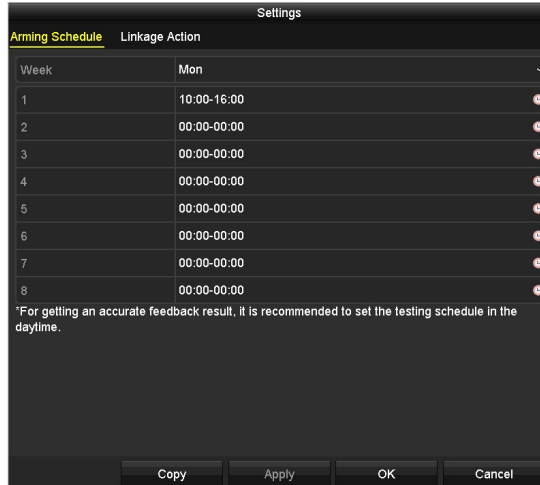 Settings
Arming Schedule Linkage Action
Week Mon
1 10:00-16:00
2 00:00-00:00
3 00:00-00:00
4 00:00-00:00
5 00:00-00:00
6 00:00-00:00
7 00:00-00:00
8 00:00-00:00
*For getting an accurate feedback result, it is recommended to set the testing schedule in the
daytime.
Copy Apply OK Cancel